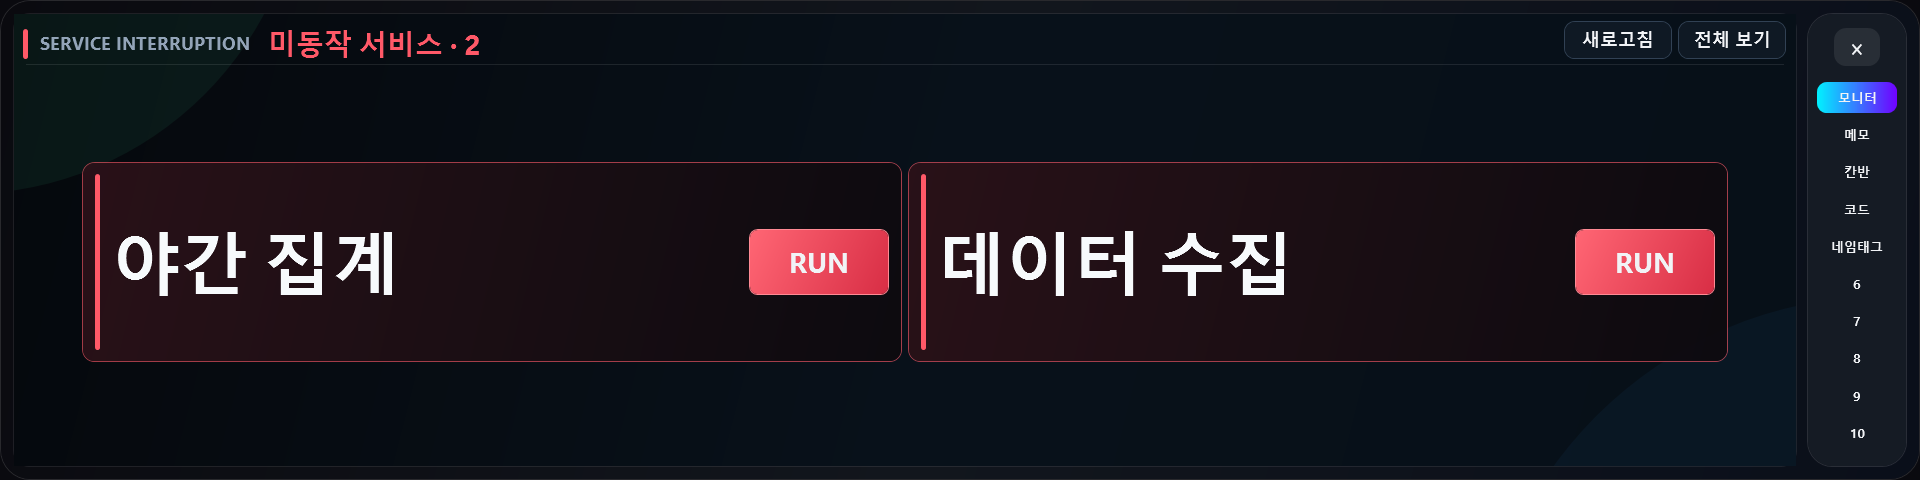 SERVICE INTERRUPTION 미동작 서비스 · 2
새로고침 전체 보기
야간 집계 RUN
데이터 수집 RUN
x
모니터
메모
칸반
코드
네임태그
6
7
8
9
10